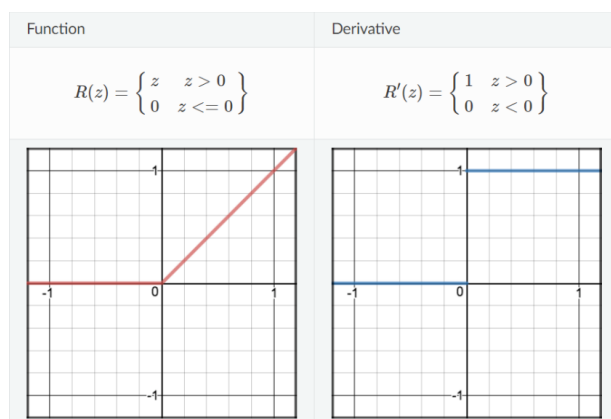 Function Derivative
R(z) = { z z > 0 0 z <= 0 } R′(z) = { 1 z > 0 0 z < 0 }
1 1
-1 0 1 -1 0 1
-1 -1